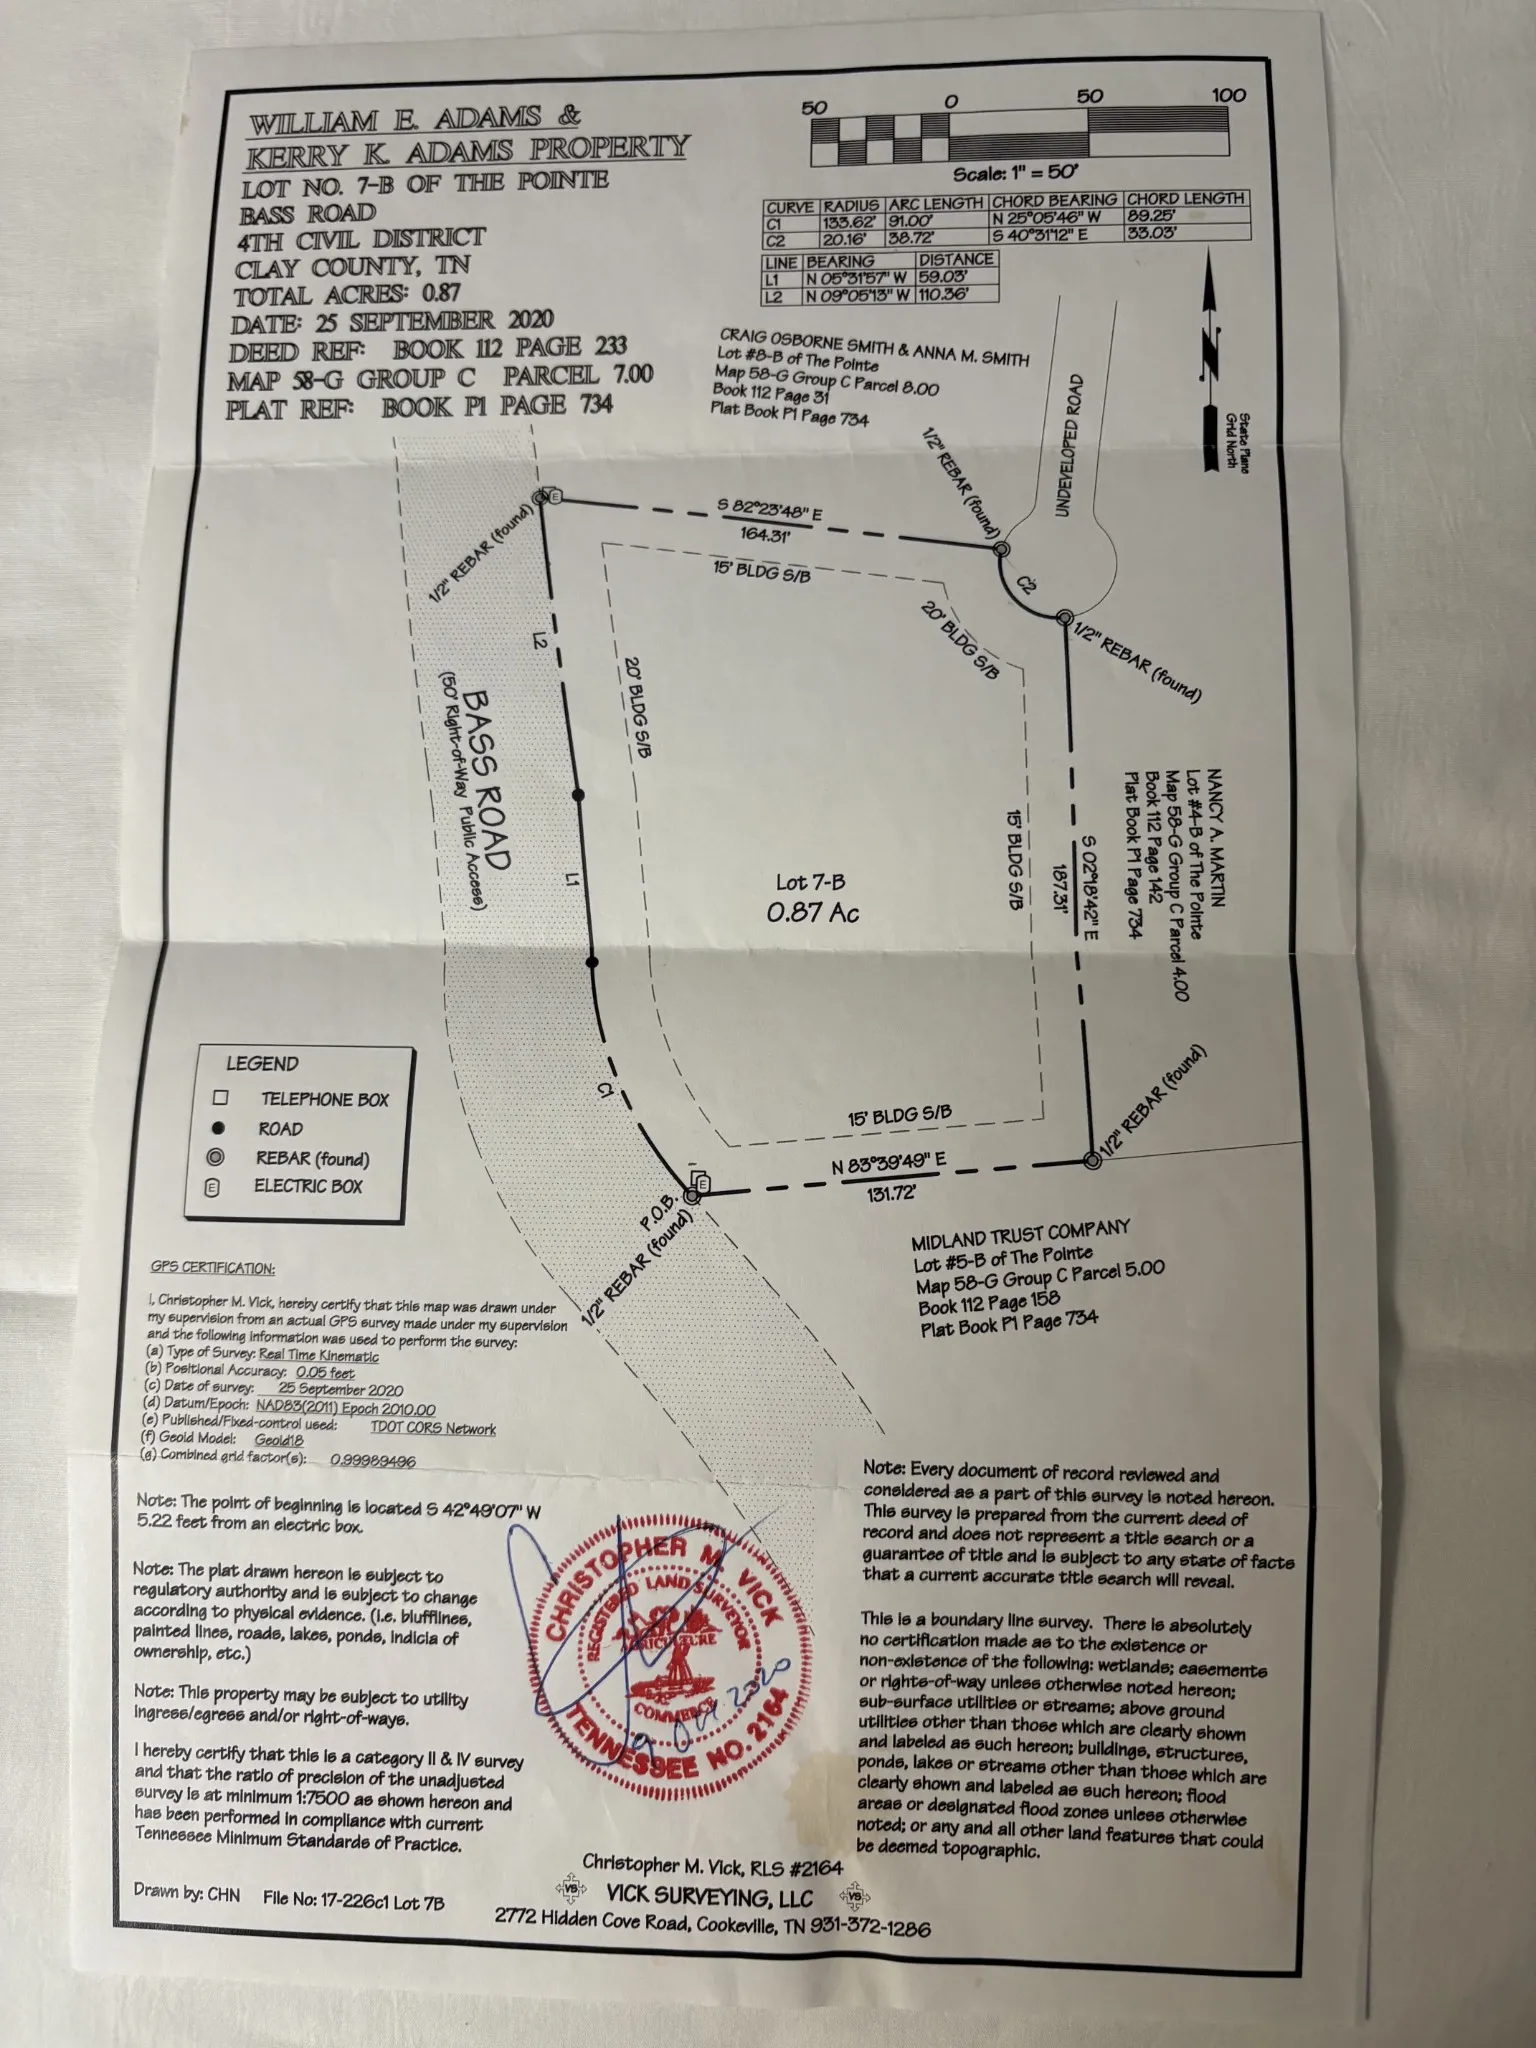 WILLIAM E. ADAMS &
KERRY K. ADAMS PROPERTY
LOT NO. 7-B OF THE POINTE
BASS ROAD
4TH CIVIL DISTRICT
CLAY COUNTY, TN
TOTAL ACRES: 0.87
DATE: 25 SEPTEMBER 2020
DEED REF: BOOK 112 PAGE 233
MAP 58-G GROUP C PARCEL 7.00
PLAT REF: BOOK P1 PAGE 734
50 0 50 100
Scale: 1" = 50'
CURVE RADIUS ARC LENGTH CHORD BEARING CHORD LENGTH
C1 133.62' 91.00' N 25°05'46" W 89.25'
C2 20.16' 38.72' S 40°31'12" E 33.03'
LINE BEARING DISTANCE
L1 N 05°31'57" W 59.03'
L2 N 09°05'13" W 110.36'
CRAIG OSBORNE SMITH & ANNA M. SMITH
Lot #8-B of The Pointe
Map 58-G Group C Parcel 8.00
Book 112 Page 31
Plat Book P1 Page 734
State Plane
Grid North
UNDEVELOPED ROAD
1/2" REBAR (found)
1/2" REBAR (found)
S 82°23'48" E
164.31'
15' BLDG S/B
C2
20' BLDG S/B
1/2" REBAR (found)
E
L2
20' BLDG S/B
BASS ROAD
(50' Right-of-Way Public Access)
L1
Lot 7-B
0.87 Ac
15' BLDG S/B
S 02°18'42" E
187.31'
NANCY A. MARTIN
Lot #4-B of The Pointe
Map 58-G Group C Parcel 4.00
Book 112 Page 142
Plat Book P1 Page 734
C1
15' BLDG S/B
1/2" REBAR (found)
N 83°39'49" E
131.72'
E
P.O.B.
1/2" REBAR (found)
MIDLAND TRUST COMPANY
Lot #5-B of The Pointe
Map 58-G Group C Parcel 5.00
Book 112 Page 158
Plat Book P1 Page 734
LEGEND
TELEPHONE BOX
ROAD
REBAR (found)
E ELECTRIC BOX
GPS CERTIFICATION:
I, Christopher M. Vick, hereby certify that this map was drawn under
my supervision from an actual GPS survey made under my supervision
and the following information was used to perform the survey:
(a) Type of Survey: Real Time Kinematic
(b) Positional Accuracy: 0.05 feet
(c) Date of survey: 25 September 2020
(d) Datum/Epoch: NAD83(2011) Epoch 2010.00
(e) Published/Fixed-control used: TDOT CORS Network
(f) Geoid Model: Geoid18
(g) Combined grid factor(s): 0.99989496
Note: The point of beginning is located S 42°49'07" W
5.22 feet from an electric box.
Note: The plat drawn hereon is subject to
regulatory authority and is subject to change
according to physical evidence. (i.e. blufflines,
painted lines, roads, lakes, ponds, indicia of
ownership, etc.)
Note: This property may be subject to utility
ingress/egress and/or right-of-ways.
I hereby certify that this is a category II & IV survey
and that the ratio of precision of the unadjusted
survey is at minimum 1:7500 as shown hereon and
has been performed in compliance with current
Tennessee Minimum Standards of Practice.
Drawn by: CHN File No: 17-226c1 Lot 7B
CHRISTOPHER M. VICK
REGISTERED LAND SURVEYOR
AGRICULTURE
COMMERCE
TENNESSEE NO. 2164
9 Oct 2020
Christopher M. Vick, RLS #2164
VS VICK SURVEYING, LLC VS
2772 Hidden Cove Road, Cookeville, TN 931-372-1286
Note: Every document of record reviewed and
considered as a part of this survey is noted hereon.
This survey is prepared from the current deed of
record and does not represent a title search or a
guarantee of title and is subject to any state of facts
that a current accurate title search will reveal.
This is a boundary line survey. There is absolutely
no certification made as to the existence or
non-existence of the following: wetlands; easements
or rights-of-way unless otherwise noted hereon;
sub-surface utilities or streams; above ground
utilities other than those which are clearly shown
and labeled as such hereon; buildings, structures,
ponds, lakes or streams other than those which are
clearly shown and labeled as such hereon; flood
areas or designated flood zones unless otherwise
noted; or any and all other land features that could
be deemed topographic.